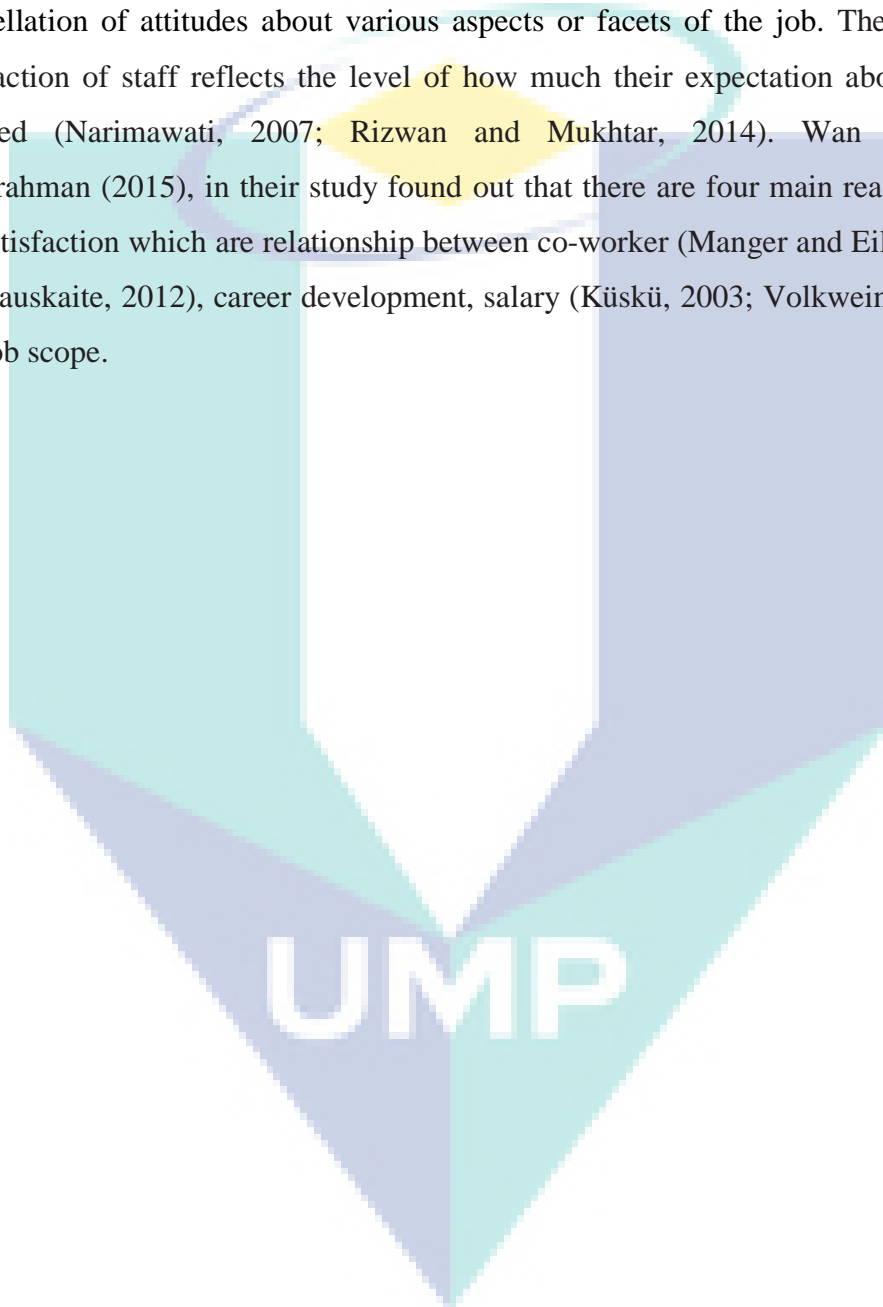 ellation of attitudes about various aspects or facets of the job. The
action of staff reflects the level of how much their expectation abo
ed (Narimawati, 2007; Rizwan and Mukhtar, 2014). Wan
rahman (2015), in their study found out that there are four main rea
tisfaction which are relationship between co-worker (Manger and Ei
auskaite, 2012), career development, salary (Küskü, 2003; Volkwein
ob scope.
UMP